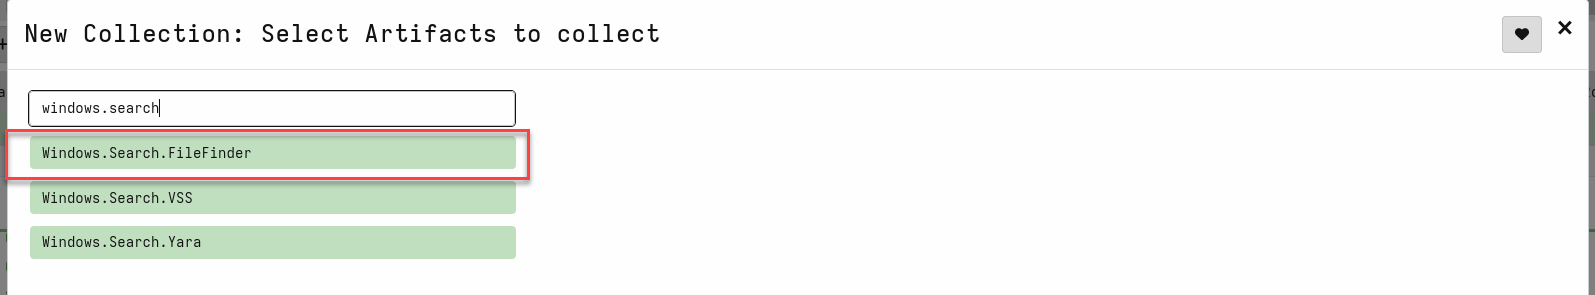 New Collection: Select Artifacts to collect
windows.search
Windows.Search.FileFinder
Windows.Search.VSS
Windows.Search.Yara